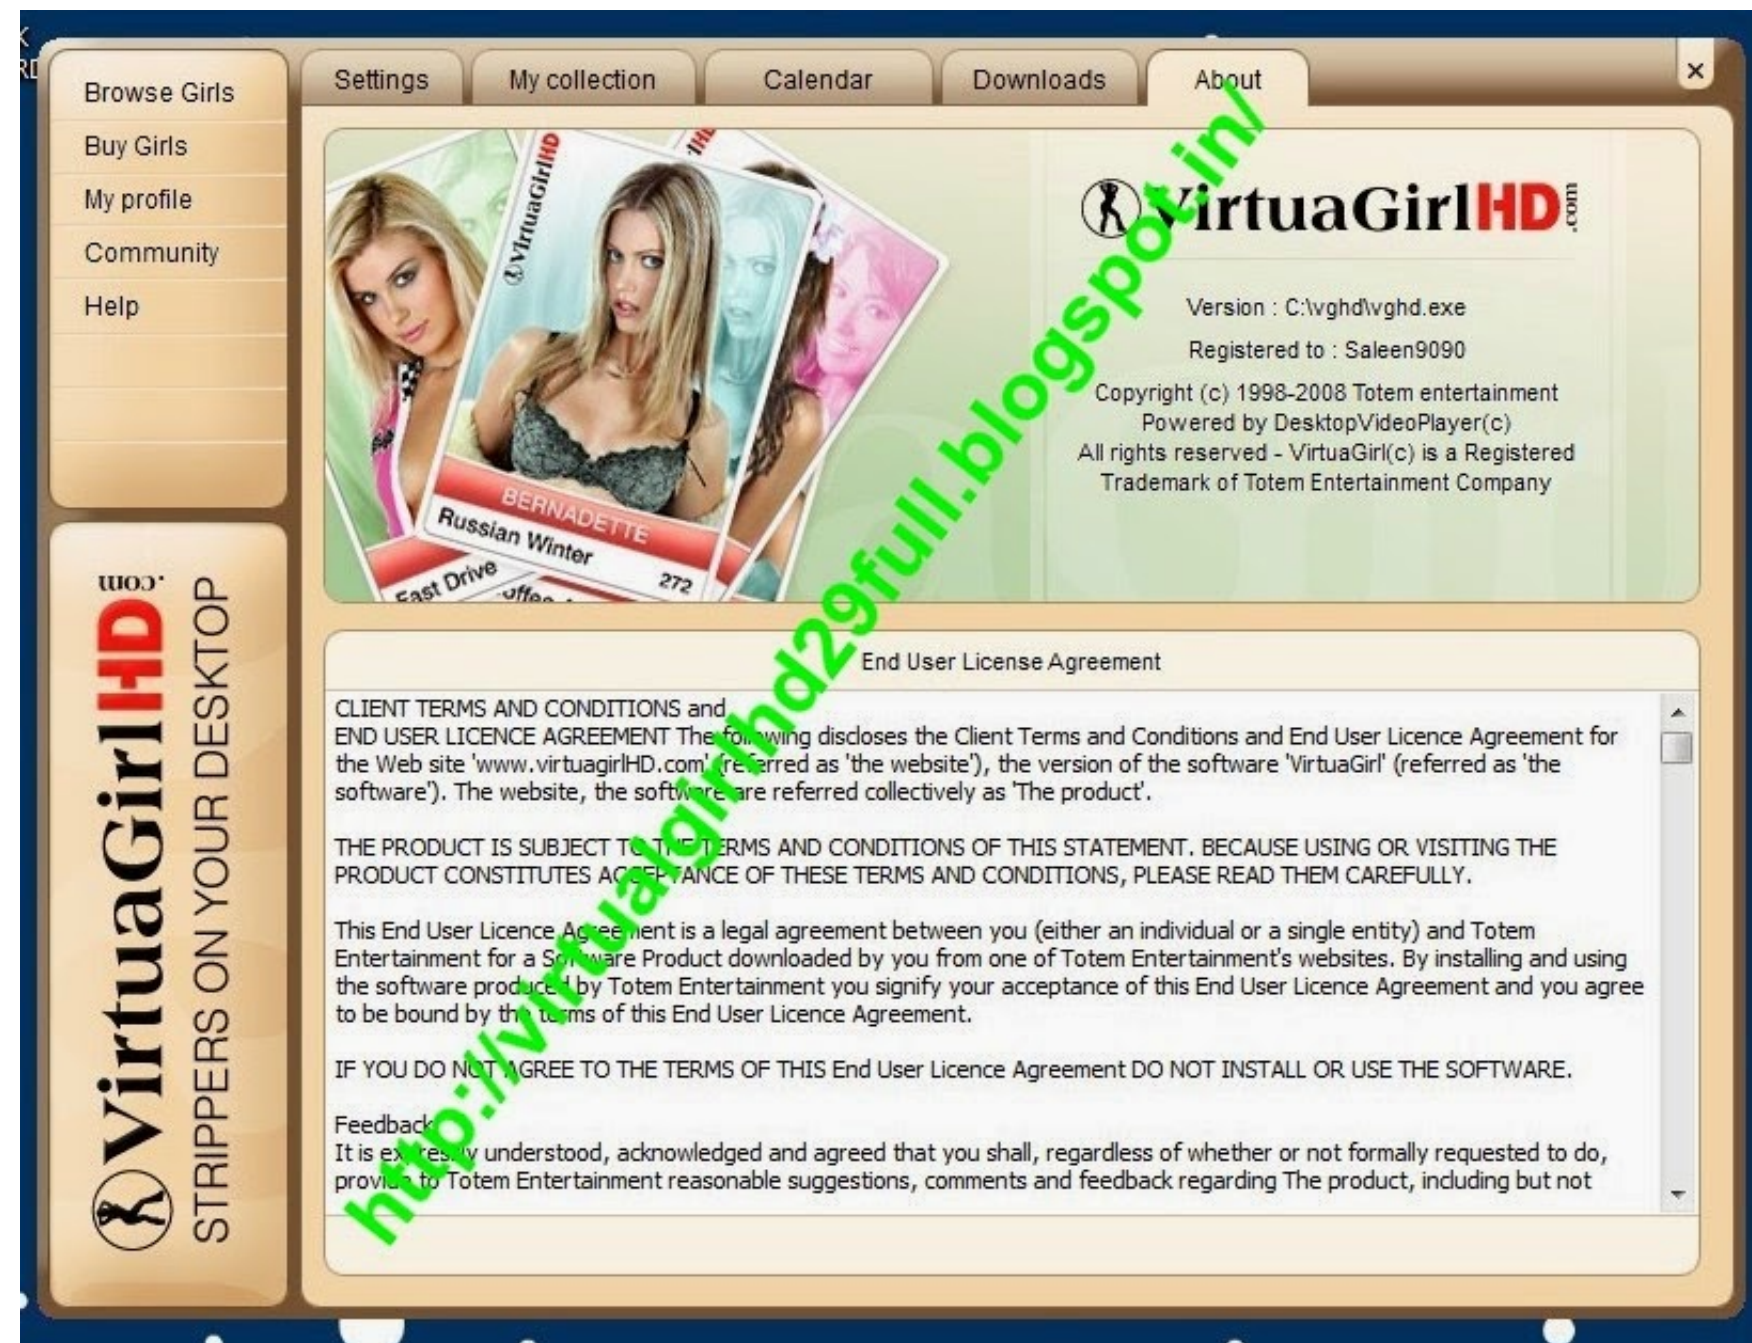 K
Browse Girls
Buy Girls
My profile
Community
Help
VirtuaGirlHD.com
STRIPPERS ON YOUR DESKTOP
Settings
My collection
Calendar
Downloads
About
×
VirtuaGirlHD
HD
BERNADETTE
Russian Winter
272
Fast Drive
VirtuaGirlHD.com
Version : C:\vghd\vghd.exe
Registered to : Saleen9090
Copyright (c) 1998-2008 Totem entertainment
Powered by DesktopVideoPlayer(c)
All rights reserved - VirtuaGirl(c) is a Registered
Trademark of Totem Entertainment Company
End User License Agreement
CLIENT TERMS AND CONDITIONS and
END USER LICENCE AGREEMENT The following discloses the Client Terms and Conditions and End User Licence Agreement for
the Web site 'www.virtuagirlHD.com' (referred as 'the website'), the version of the software 'VirtuaGirl' (referred as 'the
software'). The website, the software are referred collectively as 'The product'.
THE PRODUCT IS SUBJECT TO THE TERMS AND CONDITIONS OF THIS STATEMENT. BECAUSE USING OR VISITING THE
PRODUCT CONSTITUTES ACCEPTANCE OF THESE TERMS AND CONDITIONS, PLEASE READ THEM CAREFULLY.
This End User Licence Agreement is a legal agreement between you (either an individual or a single entity) and Totem
Entertainment for a Software Product downloaded by you from one of Totem Entertainment's websites. By installing and using
the software produced by Totem Entertainment you signify your acceptance of this End User Licence Agreement and you agree
to be bound by the terms of this End User Licence Agreement.
IF YOU DO NOT AGREE TO THE TERMS OF THIS End User Licence Agreement DO NOT INSTALL OR USE THE SOFTWARE.
Feedback
It is expressly understood, acknowledged and agreed that you shall, regardless of whether or not formally requested to do,
provide to Totem Entertainment reasonable suggestions, comments and feedback regarding The product, including but not
http://virtualgirlhd29full.blogspot.in/